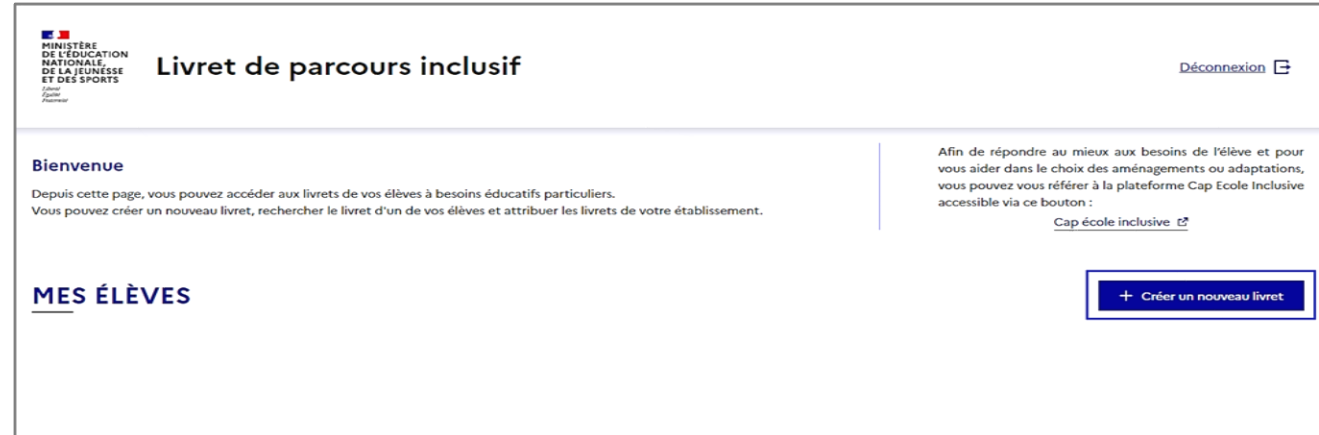 MINISTÈRE
DE L'ÉDUCATION
NATIONALE,
DE LA JEUNESSE
ET DES SPORTS
Liberté
Égalité
Fraternité
Livret de parcours inclusif
Déconnexion
Bienvenue
Depuis cette page, vous pouvez accéder aux livrets de vos élèves à besoins éducatifs particuliers.
Vous pouvez créer un nouveau livret, rechercher le livret d'un de vos élèves et attribuer les livrets de votre établissement.
Afin de répondre au mieux aux besoins de l'élève et pour
vous aider dans le choix des aménagements ou adaptations,
vous pouvez vous référer à la plateforme Cap Ecole Inclusive
accessible via ce bouton :
Cap école inclusive
MES ÉLÈVES
+ Créer un nouveau livret